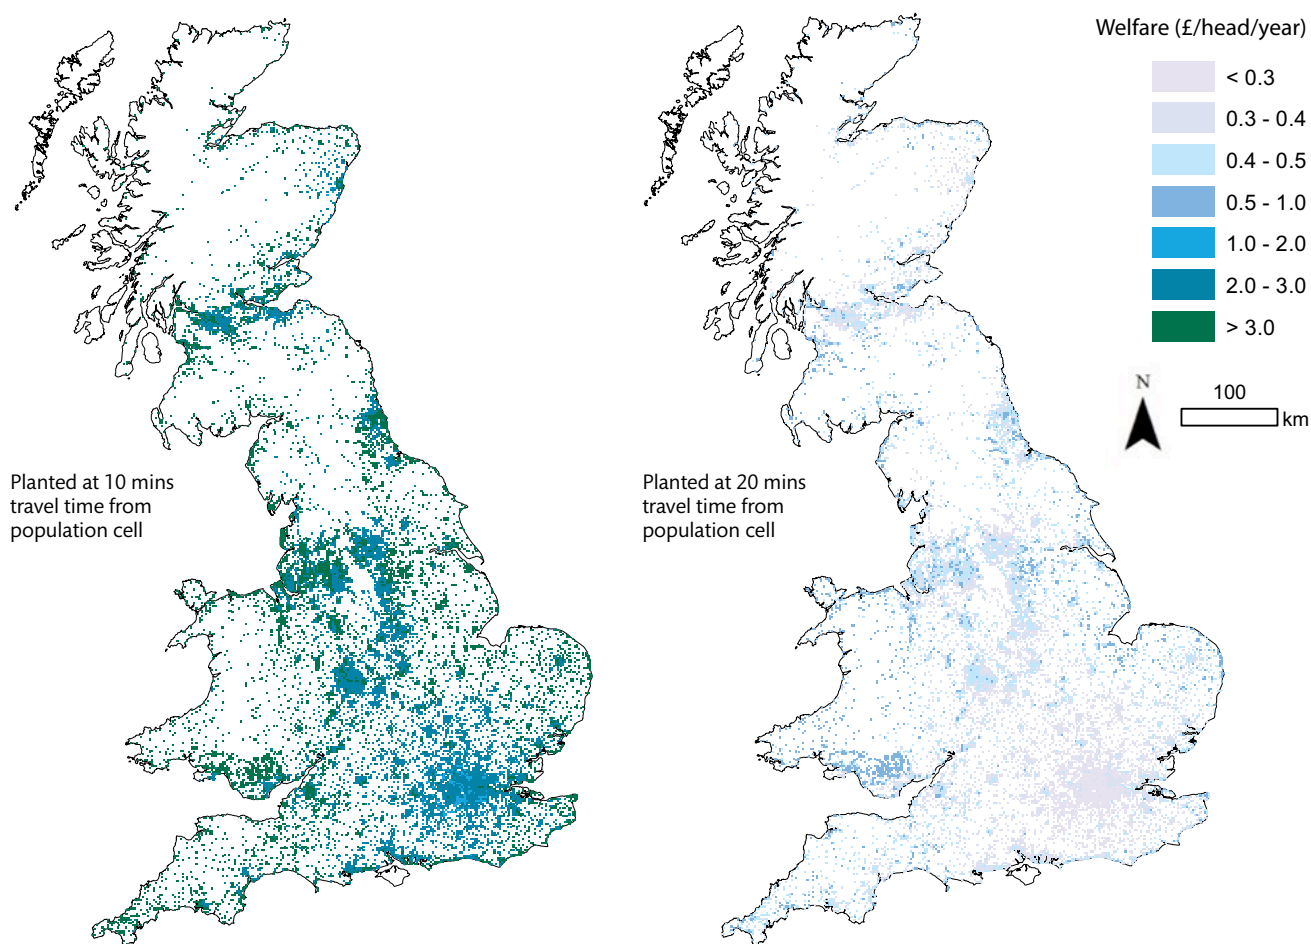 Welfare (£/head/year)
< 0.3
0.3 - 0.4
0.4 - 0.5
0.5 - 1.0
1.0 - 2.0
2.0 - 3.0
> 3.0
N
100
km
Planted at 10 mins
travel time from
population cell
Planted at 20 mins
travel time from
population cell